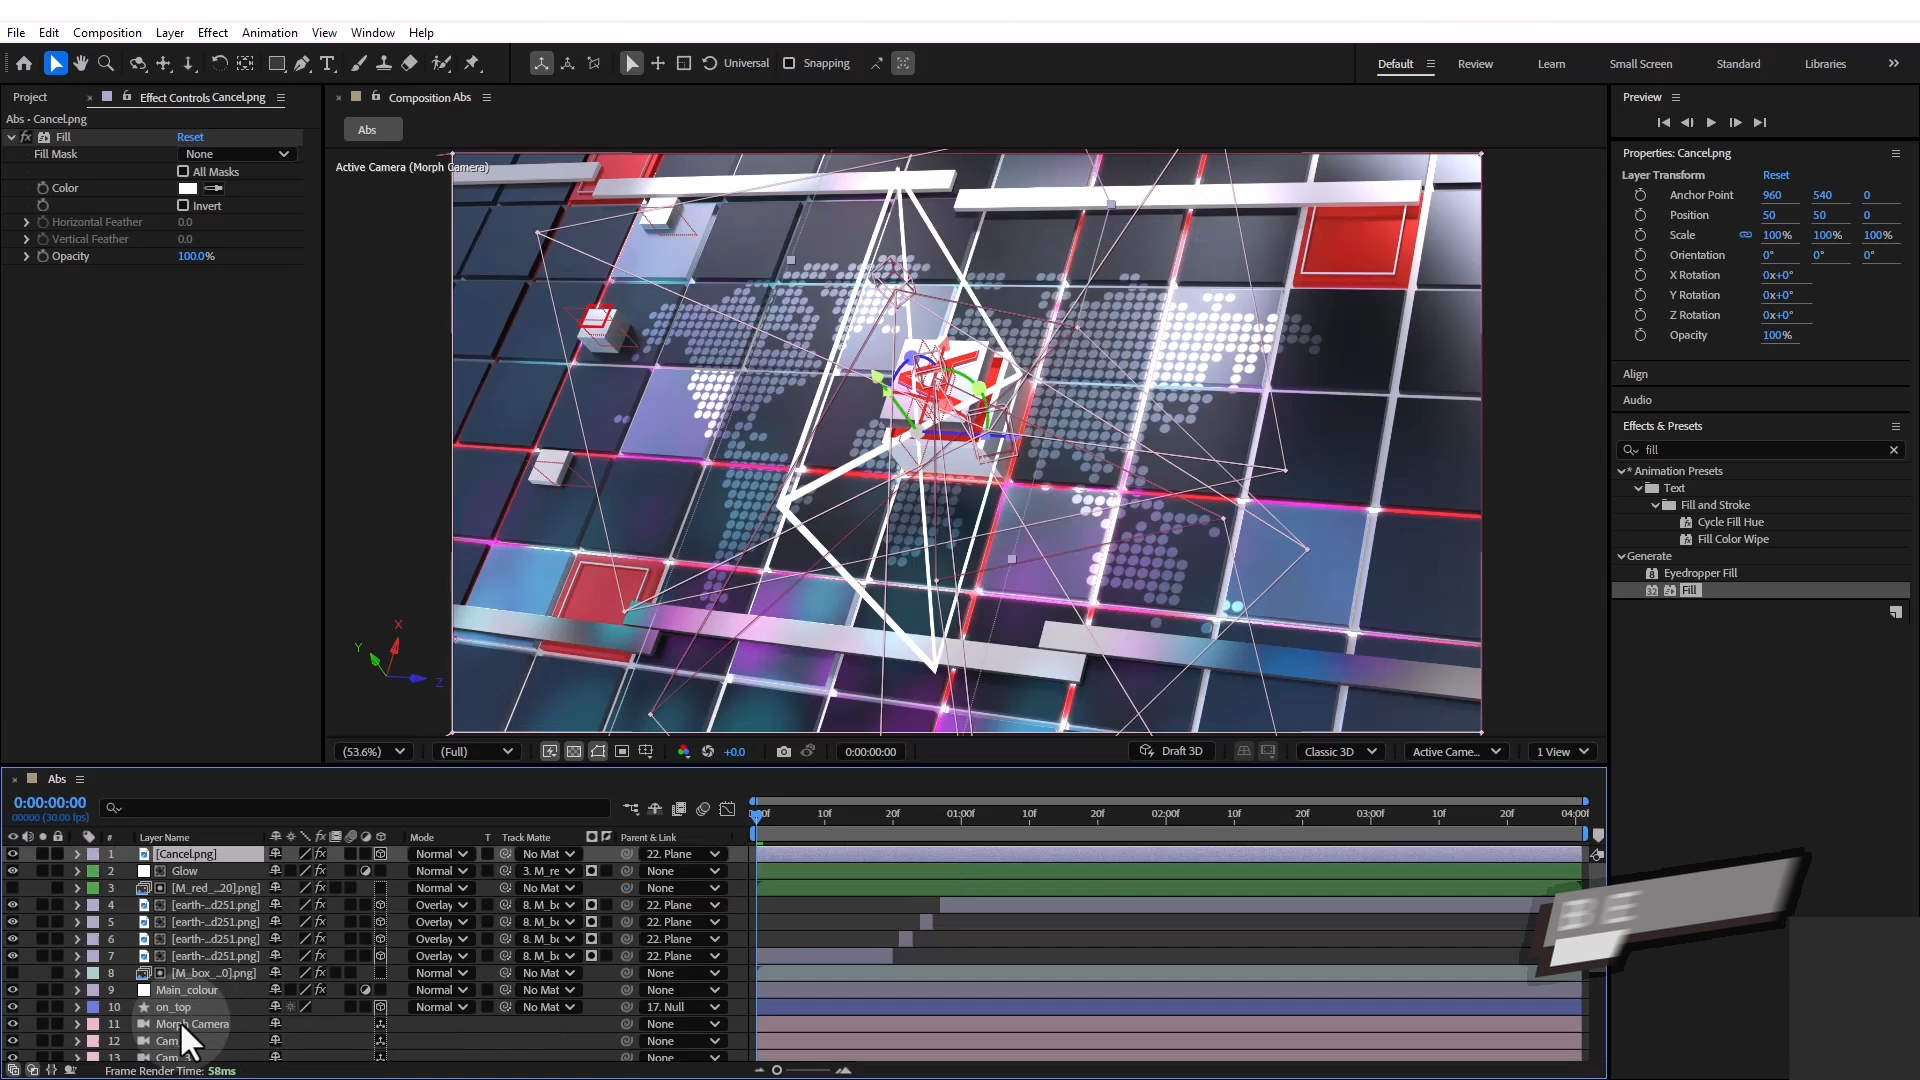 File Edit Composition Layer Effect Animation View Window Help
Universal Snapping Default Review Learn Small Screen Standard Libraries
Project Effect Controls Cancel.png
Abs - Cancel.png
fx Fill Reset
Fill Mask None
All Masks
Color
Invert
Horizontal Feather 0.0
Vertical Feather 0.0
Opacity 100.0%
Composition Abs
Abs
Active Camera (Morph Camera)
X
Y
Z
(53.6%) (Full) +0.0 0:00:00:00 Draft 3D Classic 3D Active Came... 1 View
Preview
Properties: Cancel.png
Layer Transform Reset
Anchor Point 960 540 0
Position 50 50 0
Scale 100% 100% 100%
Orientation 0° 0° 0°
X Rotation 0x+0°
Y Rotation 0x+0°
Z Rotation 0x+0°
Opacity 100%
Align
Audio
Effects & Presets
fill
* Animation Presets
Text
Fill and Stroke
Cycle Fill Hue
Fill Color Wipe
Generate
Eyedropper Fill
Fill
Abs
0:00:00:00
00000 (30.00 fps)
:00f 10f 20f 01:00f 10f 20f 02:00f 10f 20f 03:00f 10f 20f 04:00f
# Layer Name Mode T Track Matte Parent & Link
1 [Cancel.png] Normal No Mat 22. Plane
2 Glow Normal 3. M_re None
3 [M_red_...20].png] Normal No Mat None
4 [earth-...d251.png] Overlay 8. M_bo 22. Plane
5 [earth-...d251.png] Overlay 8. M_bo 22. Plane
6 [earth-...d251.png] Overlay 8. M_bo 22. Plane
7 [earth-...d251.png] Overlay 8. M_bo 22. Plane
8 [M_box_...0].png] Normal No Mat None
9 Main_colour Normal No Mat None
10 on_top Normal No Mat 17. Null
11 Morph Camera None
12 Cam None
13 Cam None
Frame Render Time: 58ms
BE